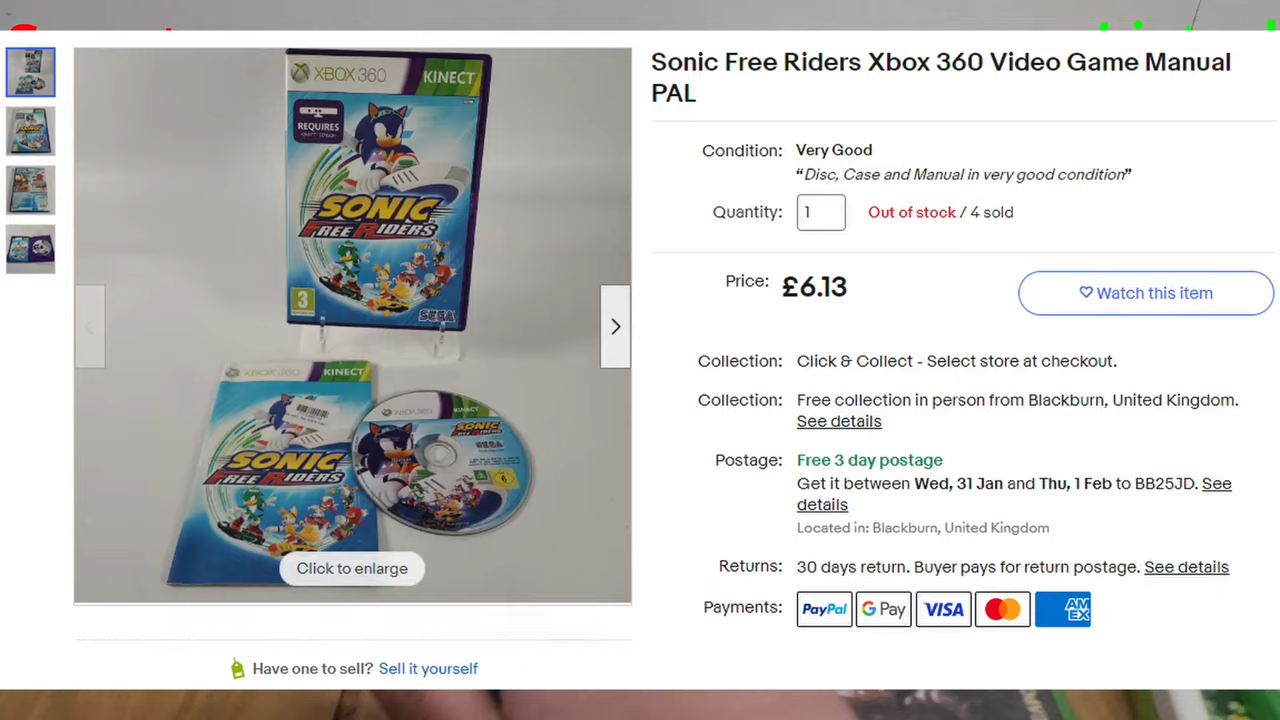 Sonic Free Riders Xbox 360 Video Game Manual
PAL
Condition: Very Good
“Disc, Case and Manual in very good condition”
Quantity: 1 Out of stock / 4 sold
Price: £6.13
Watch this item
Collection: Click & Collect - Select store at checkout.
Collection: Free collection in person from Blackburn, United Kingdom.
See details
Postage: Free 3 day postage
Get it between Wed, 31 Jan and Thu, 1 Feb to BB25JD. See
details
Located in: Blackburn, United Kingdom
Returns: 30 days return. Buyer pays for return postage. See details
Payments: PayPal G Pay VISA AM
EX
XBOX 360 KINECT
REQUIRES
SONIC
FREE RIDERS
3
SEGA
XBOX 360 KINECT
SONIC
FREE RIDERS
XBOX 360 KINECT
SONIC
FREE RIDERS
SEGA
Click to enlarge
Have one to sell? Sell it yourself